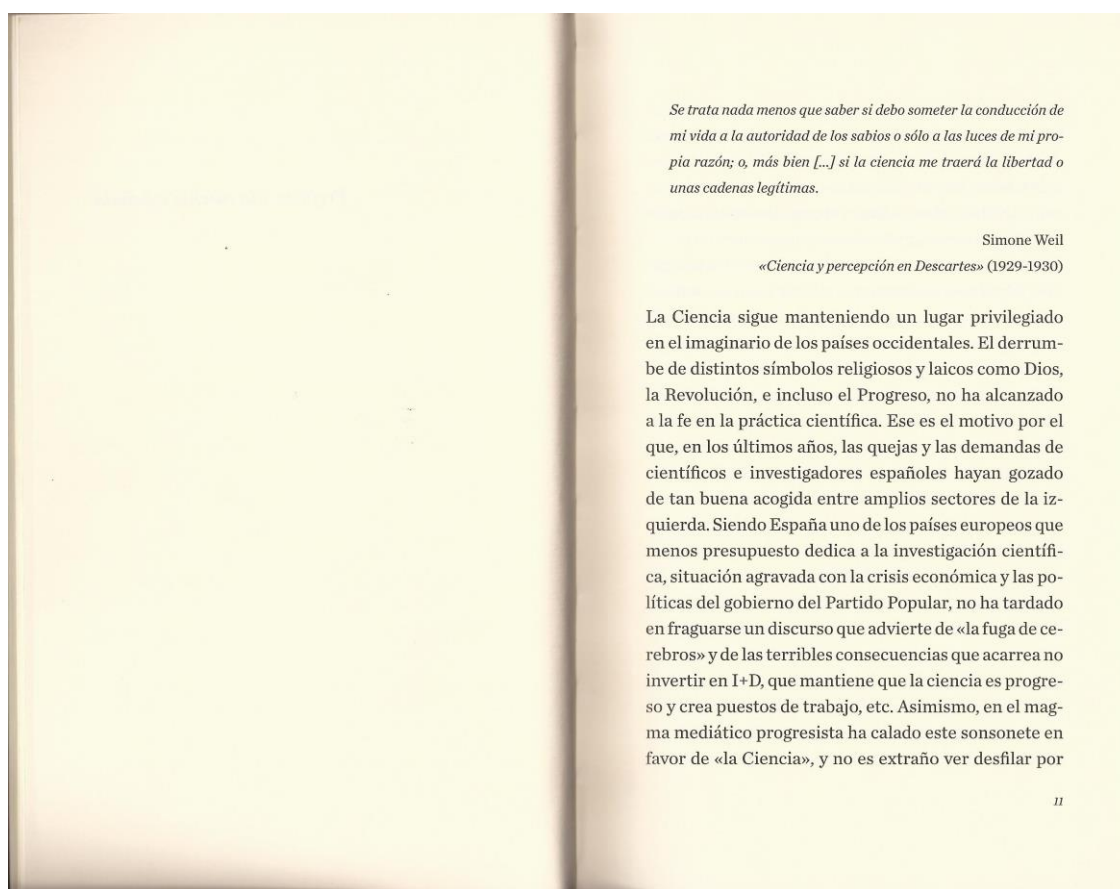 Se trata nada menos que saber si debo someter la conducción de
mi vida a la autoridad de los sabios o sólo a las luces de mi pro-
pia razón; o, más bien [...] si la ciencia me traerá la libertad o
unas cadenas legítimas.
Simone Weil
«Ciencia y percepción en Descartes» (1929-1930)
La Ciencia sigue manteniendo un lugar privilegiado
en el imaginario de los países occidentales. El derrum-
be de distintos símbolos religiosos y laicos como Dios,
la Revolución, e incluso el Progreso, no ha alcanzado
a la fe en la práctica científica. Ese es el motivo por el
que, en los últimos años, las quejas y las demandas de
científicos e investigadores españoles hayan gozado
de tan buena acogida entre amplios sectores de la iz-
quierda. Siendo España uno de los países europeos que
menos presupuesto dedica a la investigación científi-
ca, situación agravada con la crisis económica y las po-
líticas del gobierno del Partido Popular, no ha tardado
en fraguarse un discurso que advierte de «la fuga de ce-
rebros» y de las terribles consecuencias que acarrea no
invertir en I+D, que mantiene que la ciencia es progre-
so y crea puestos de trabajo, etc. Asimismo, en el mag-
ma mediático progresista ha calado este sonsonete en
favor de «la Ciencia», y no es extraño ver desfilar por
11